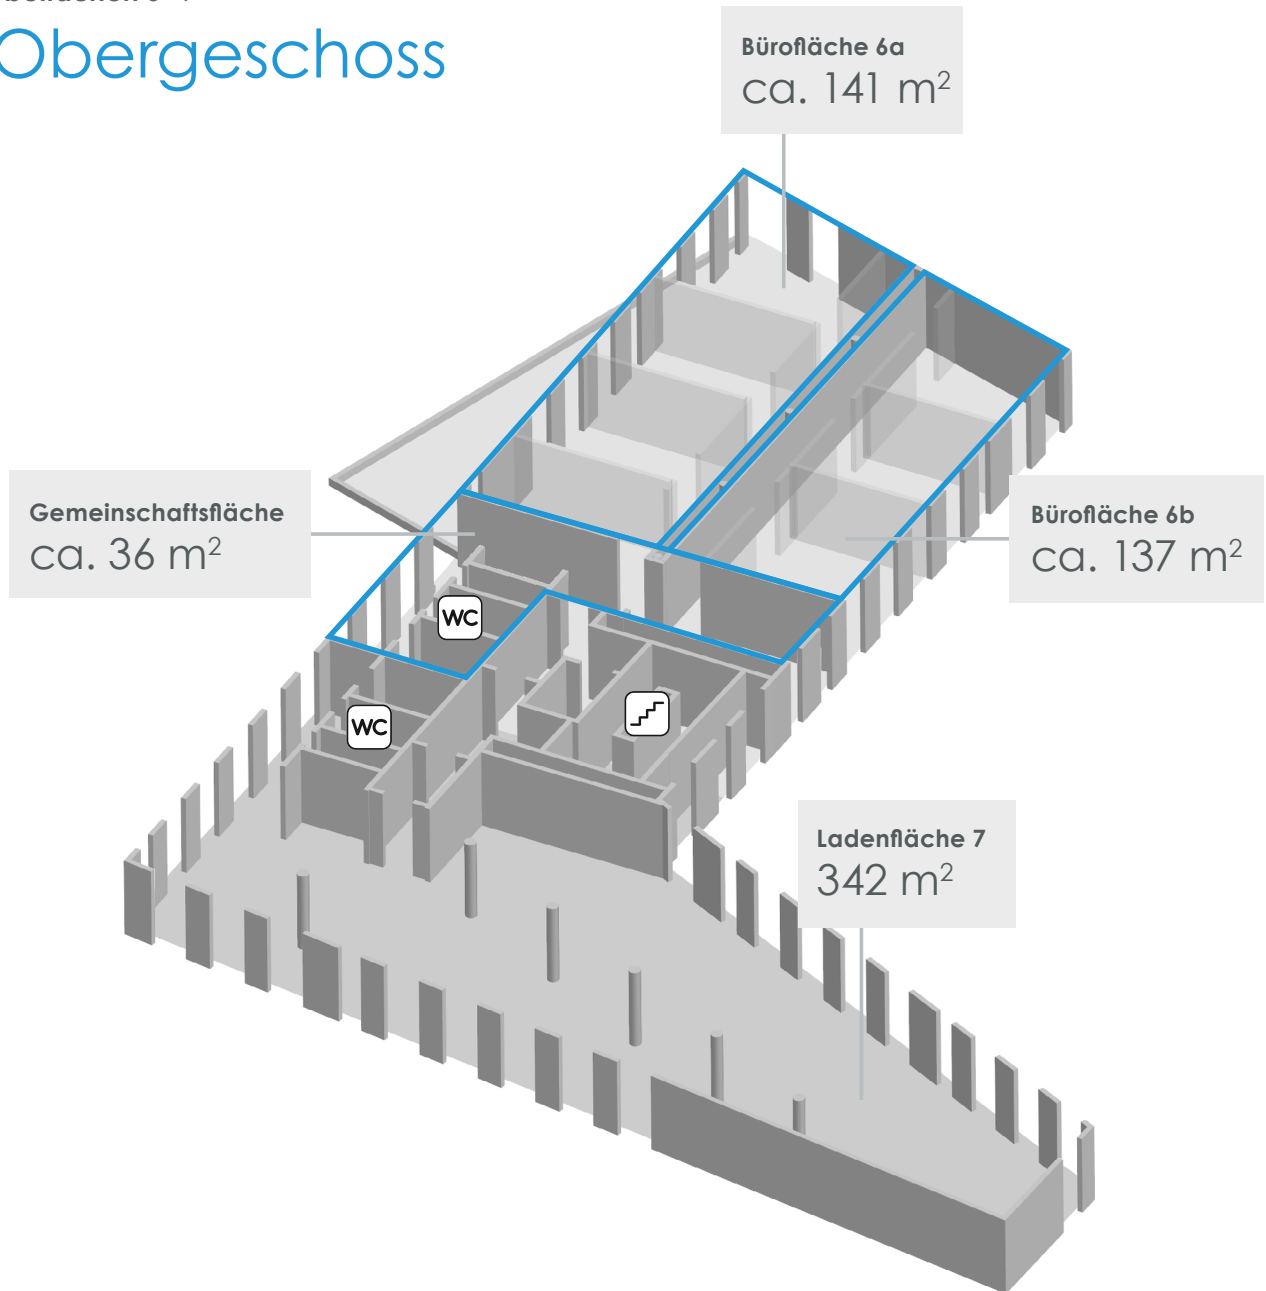 Obergeschoss
Bürofläche 6a
ca. 141 m²
Gemeinschaftsfläche
ca. 36 m²
Bürofläche 6b
ca. 137 m²
WC
WC
Ladenfläche 7
342 m²